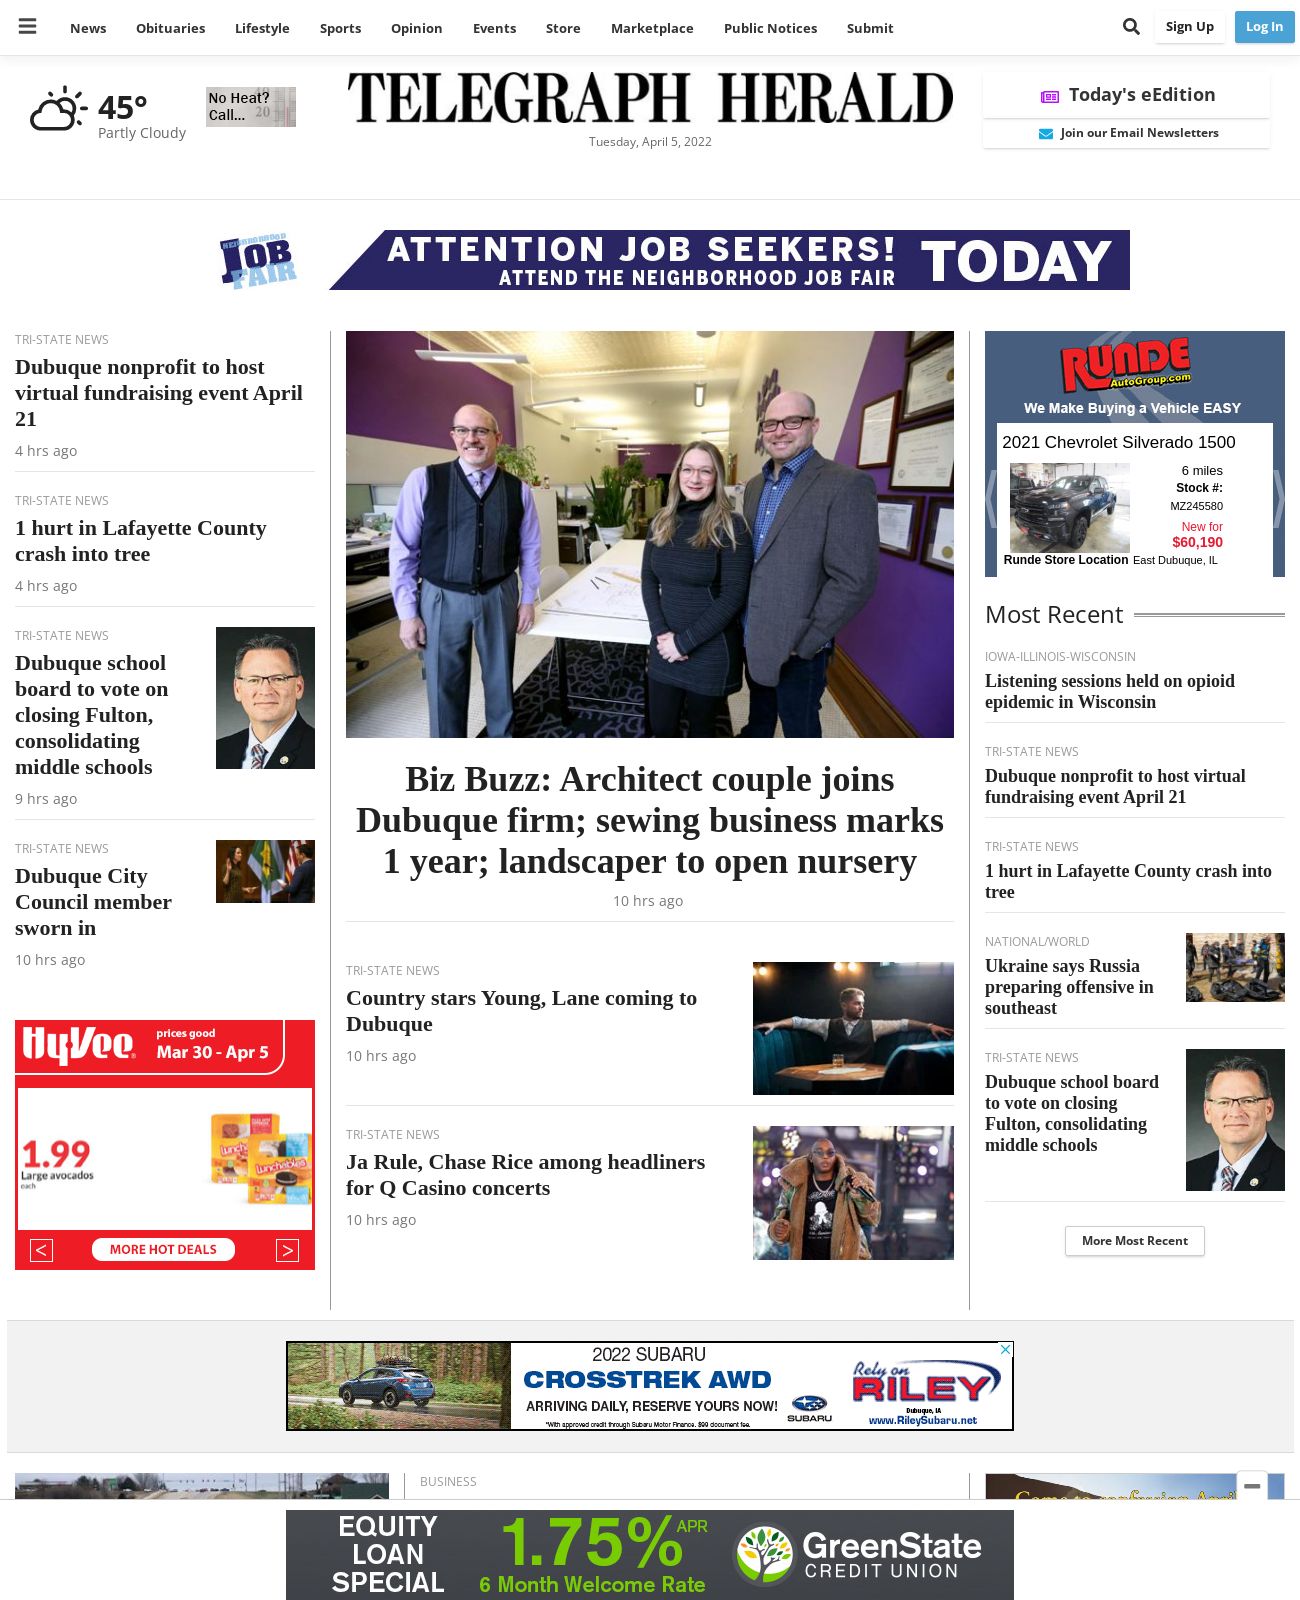 News Obituaries Lifestyle Sports Opinion Events Store Marketplace Public Notices Submit Sign Up Log In
45°
Partly Cloudy
No Heat?
Call...
TELEGRAPH HERALD
Tuesday, April 5, 2022
Today's eEdition
Join our Email Newsletters
NEIGHBORHOOD
JOB
FAIR
ATTENTION JOB SEEKERS!
ATTEND THE NEIGHBORHOOD JOB FAIR
TODAY
TRI-STATE NEWS
Dubuque nonprofit to host
virtual fundraising event April
21
4 hrs ago
TRI-STATE NEWS
1 hurt in Lafayette County
crash into tree
4 hrs ago
TRI-STATE NEWS
Dubuque school
board to vote on
closing Fulton,
consolidating
middle schools
9 hrs ago
TRI-STATE NEWS
Dubuque City
Council member
sworn in
10 hrs ago
HyVee
prices good
Mar 30 - Apr 5
1.99
Large avocados
each
Lunchables
Lunchables
<
MORE HOT DEALS
>
Biz Buzz: Architect couple joins
Dubuque firm; sewing business marks
1 year; landscaper to open nursery
10 hrs ago
TRI-STATE NEWS
Country stars Young, Lane coming to
Dubuque
10 hrs ago
TRI-STATE NEWS
Ja Rule, Chase Rice among headliners
for Q Casino concerts
10 hrs ago
RUNDE
AutoGroup.com
We Make Buying a Vehicle EASY
2021 Chevrolet Silverado 1500
6 miles
Stock #:
MZ245580
New for
$60,190
Runde Store Location East Dubuque, IL
Most Recent
IOWA-ILLINOIS-WISCONSIN
Listening sessions held on opioid
epidemic in Wisconsin
TRI-STATE NEWS
Dubuque nonprofit to host virtual
fundraising event April 21
TRI-STATE NEWS
1 hurt in Lafayette County crash into
tree
NATIONAL/WORLD
Ukraine says Russia
preparing offensive in
southeast
TRI-STATE NEWS
Dubuque school board
to vote on closing
Fulton, consolidating
middle schools
More Most Recent
2022 SUBARU
CROSSTREK AWD
ARRIVING DAILY, RESERVE YOURS NOW!
*With approved credit through Subaru Motor Finance. $99 document fee.
SUBARU
Rely on
RILEY
Dubuque, IA
www.RileySubaru.net
BUSINESS
EQUITY
LOAN
SPECIAL
1.75% APR
6 Month Welcome Rate
GreenState
CREDIT UNION